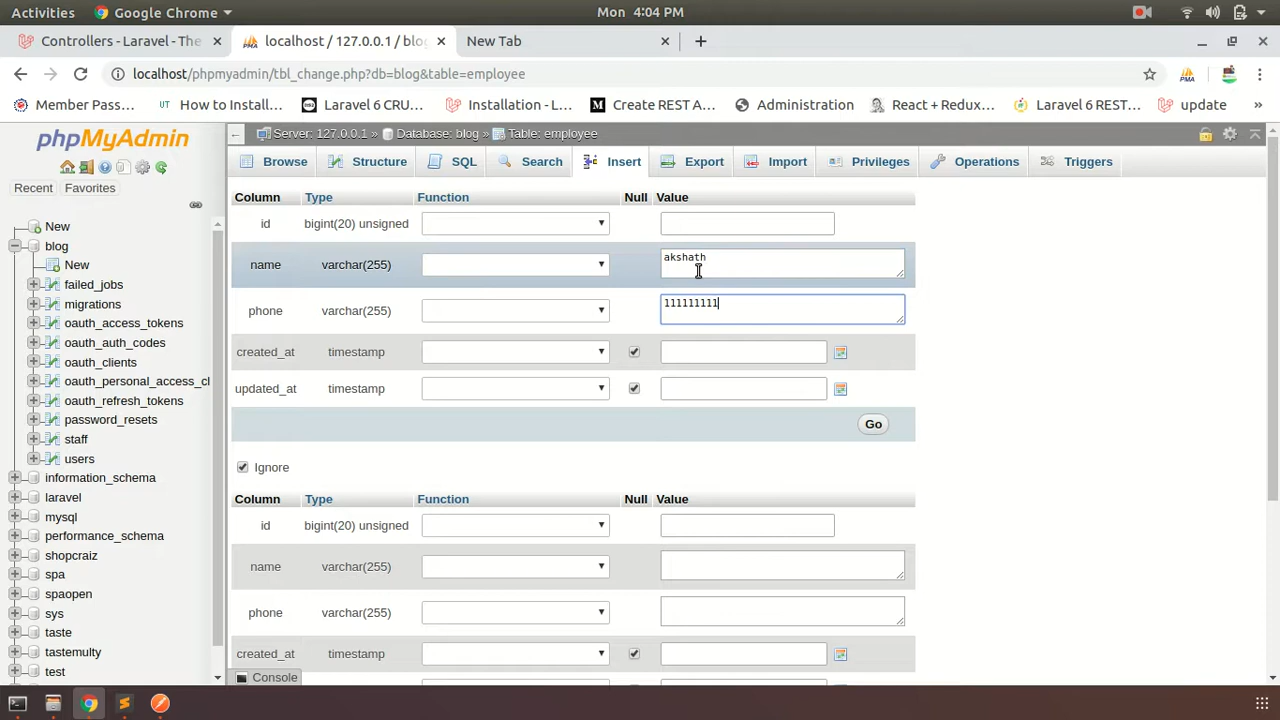 Activities
Google Chrome
Mon 4:04 PM
Controllers - Laravel - The
localhost / 127.0.0.1 / blog
New Tab
localhost/phpmyadmin/tbl_change.php?db=blog&table=employee
Member Pass...
UT How to Install...
Laravel 6 CRU...
Installation - L...
Create REST A...
Administration
React + Redux...
Laravel 6 REST...
update
»
phpMyAdmin
Recent
Favorites
New
blog
New
failed_jobs
migrations
oauth_access_tokens
oauth_auth_codes
oauth_clients
oauth_personal_access_cl
oauth_refresh_tokens
password_resets
staff
users
information_schema
laravel
mysql
performance_schema
shopcraiz
spa
spaopen
sys
taste
tastemulty
test
Server: 127.0.0.1 » Database: blog » Table: employee
Browse Structure SQL Search Insert Export Import Privileges Operations Triggers
Column Type Function Null Value
id bigint(20) unsigned
name varchar(255) akshath
phone varchar(255) 111111111
created_at timestamp
updated_at timestamp
Go
Ignore
Column Type Function Null Value
id bigint(20) unsigned
name varchar(255)
phone varchar(255)
created_at timestamp
Console